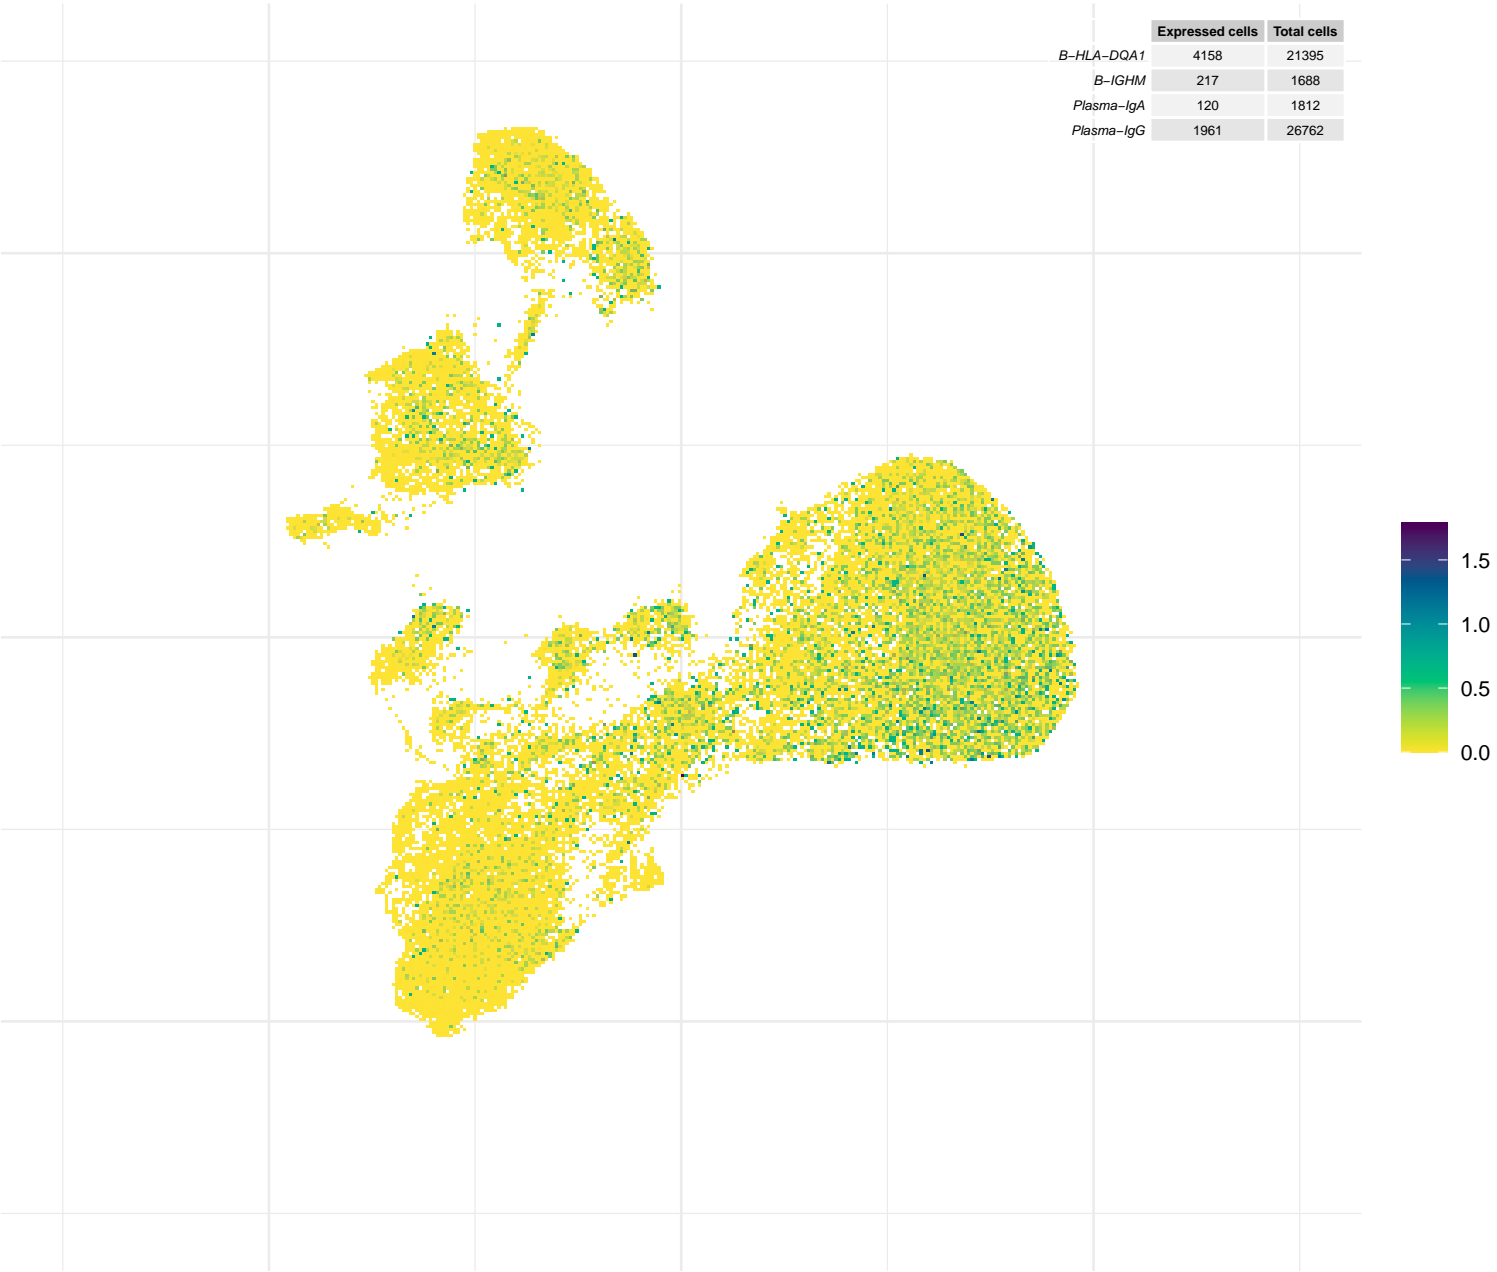 Expressed cells Total cells
B-HLA-DQA1 4158 21395
B-IGHM 217 1688
Plasma-IgA 120 1812
Plasma-IgG 1961 26762
1.5
1.0
0.5
0.0